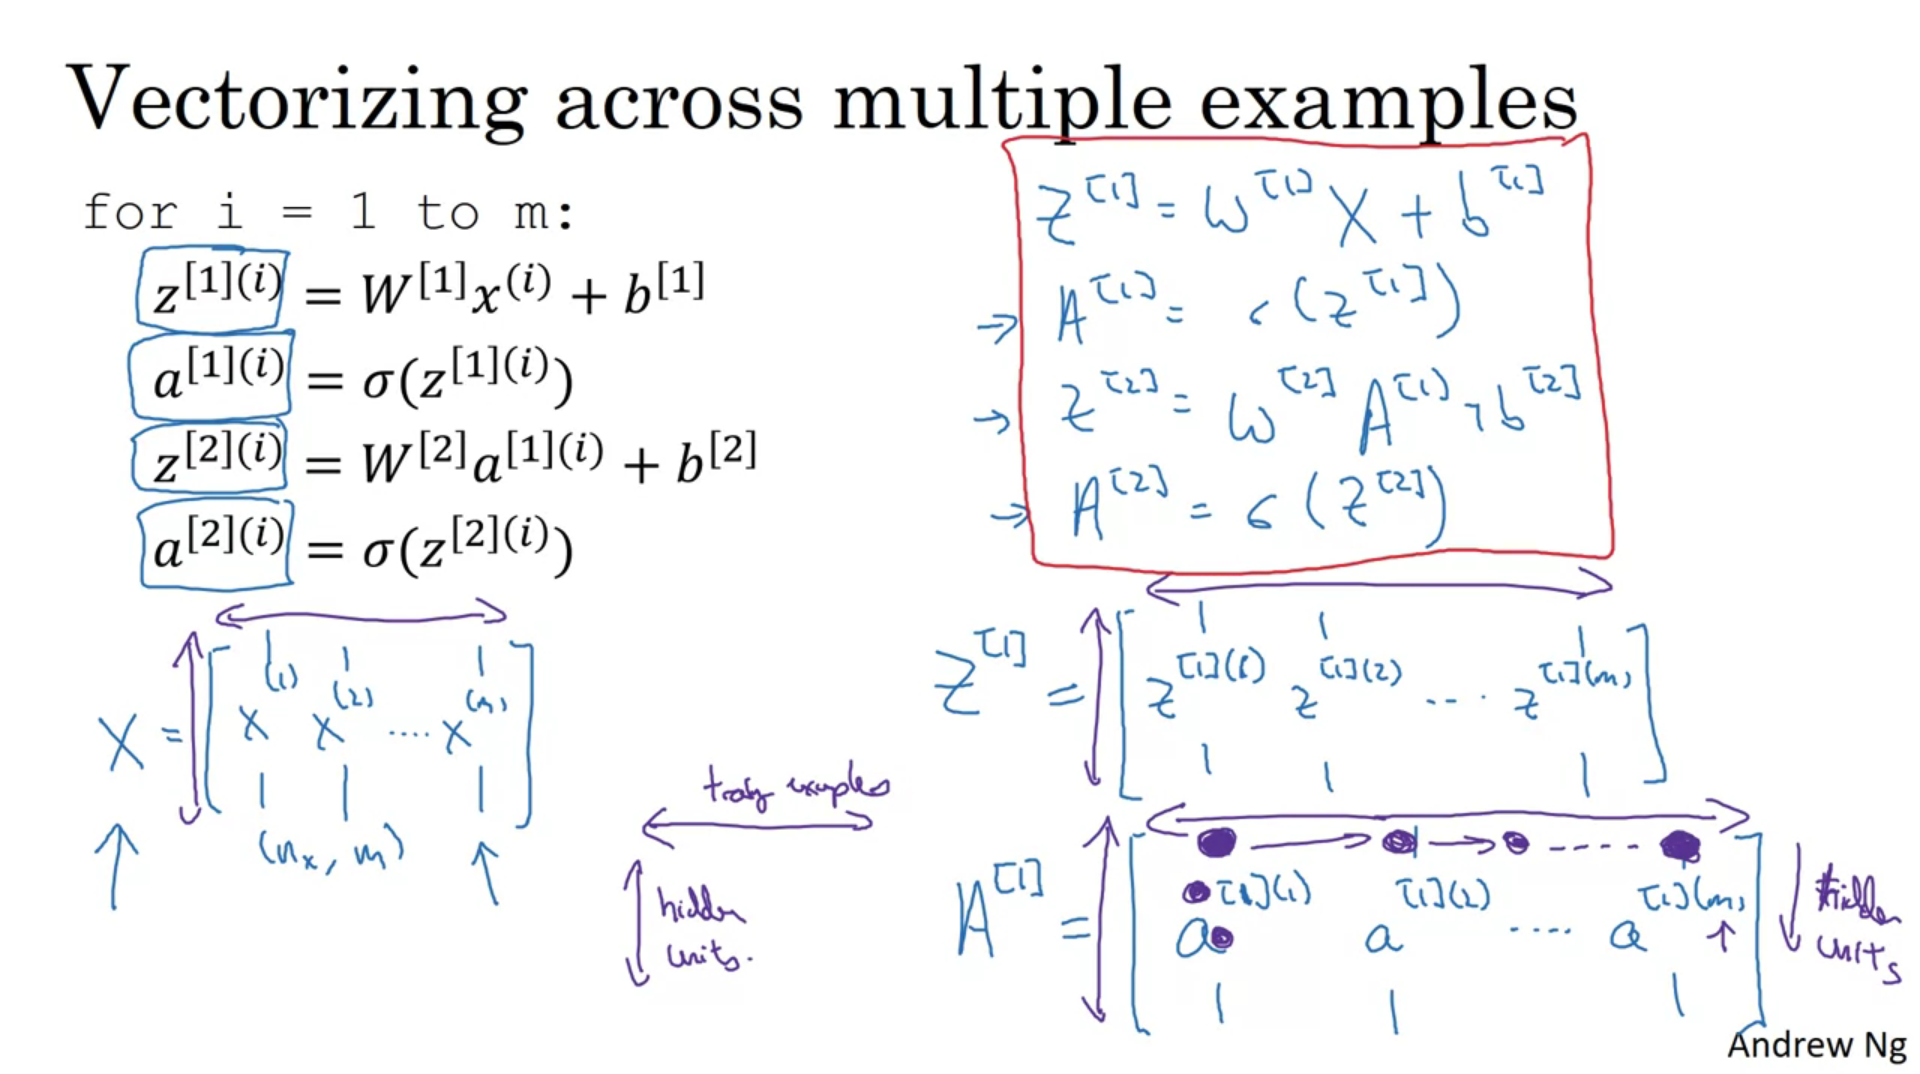 Vectorizing across multiple examples
for i = 1 to m:
z^{[1](i)} = W^{[1]}x^{(i)} + b^{[1]}
a^{[1](i)} = σ(z^{[1](i)})
z^{[2](i)} = W^{[2]}a^{[1](i)} + b^{[2]}
a^{[2](i)} = σ(z^{[2](i)})
Z^{[1]} = W^{[1]} X + b^{[1]}
→ A^{[1]} = σ(Z^{[1]})
→ Z^{[2]} = W^{[2]} A^{[1]} + b^{[2]}
→ A^{[2]} = σ(Z^{[2]})
X = [ x^{(1)} x^{(2)} .... x^{(m)} ]
(n_x, m)
hidden
units.
Z^{[1]} = [ z^{[1](1)} z^{[1](2)} ... z^{[1](m)} ]
A^{[1]} = [ a^{[1](1)} a^{[1](2)} .... a^{[1](m)} ]
hidden
units
Andrew Ng